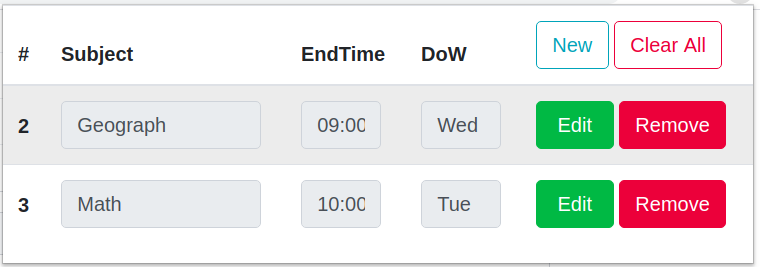 # Subject EndTime DoW New Clear All
2 Geograph 09:00 Wed Edit Remove
3 Math 10:00 Tue Edit Remove